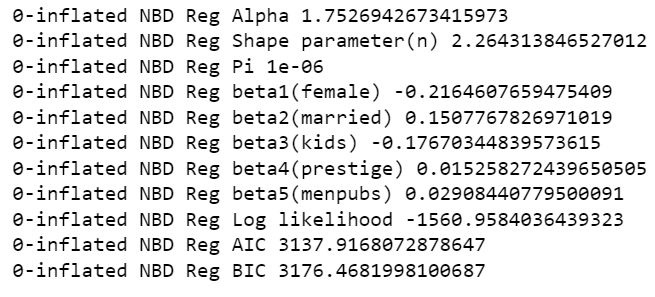 0-inflated NBD Reg Alpha 1.7526942673415973
0-inflated NBD Reg Shape parameter(n) 2.264313846527012
0-inflated NBD Reg Pi 1e-06
0-inflated NBD Reg beta1(female) -0.2164607659475409
0-inflated NBD Reg beta2(married) 0.1507767826971019
0-inflated NBD Reg beta3(kids) -0.17670344839573615
0-inflated NBD Reg beta4(prestige) 0.015258272439650505
0-inflated NBD Reg beta5(menpubs) 0.02908440779500091
0-inflated NBD Reg Log likelihood -1560.9584036439323
0-inflated NBD Reg AIC 3137.9168072878647
0-inflated NBD Reg BIC 3176.4681998100687